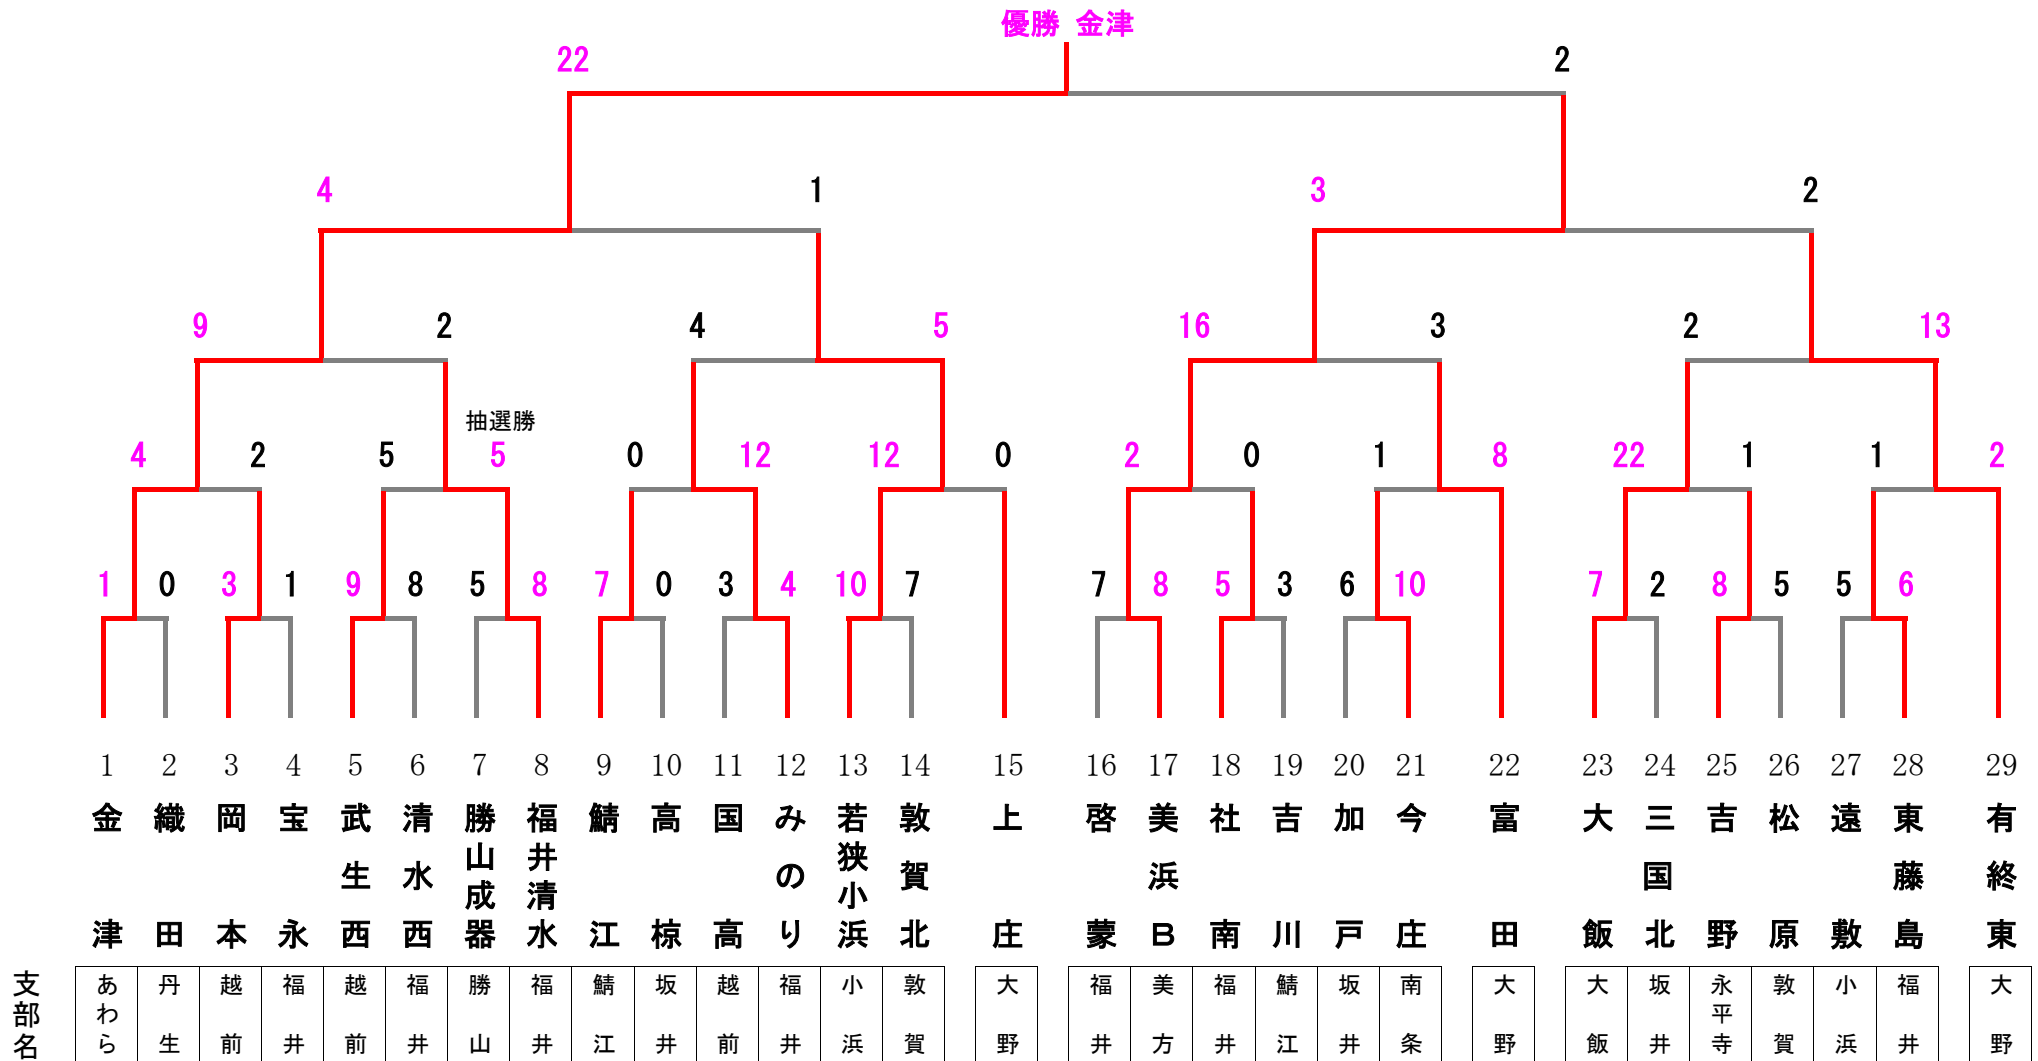 優勝 金津
22 2
4 1 3 2
9 2 4 5 16 3 2 13
抽選勝
4 2 5 5 0 12 12 0 2 0 1 8 22 1 1 2
1 0 3 1 9 8 5 8 7 0 3 4 10 7 7 8 5 3 6 10 7 2 8 5 5 6
1 2 3 4 5 6 7 8 9 10 11 12 13 14 15 16 17 18 19 20 21 22 23 24 25 26 27 28 29
金津 織田 岡本 宝永 武生西 清水西 勝山成器 福井清水 鯖江 高椋 国高 みのり 若狭小浜 敦賀北 上庄 啓蒙 美浜B 社南 吉川 加戸 今庄 富田 大飯 三国北 吉野 松原 遠敷 東藤島 有終東
支部名 あわら 丹生 越前 福井 越前 福井 勝山 福井 鯖江 坂井 越前 福井 小浜 敦賀 大野 福井 美方 福井 鯖江 坂井 南条 大野 大飯 坂井 永平寺 敦賀 小浜 福井 大野